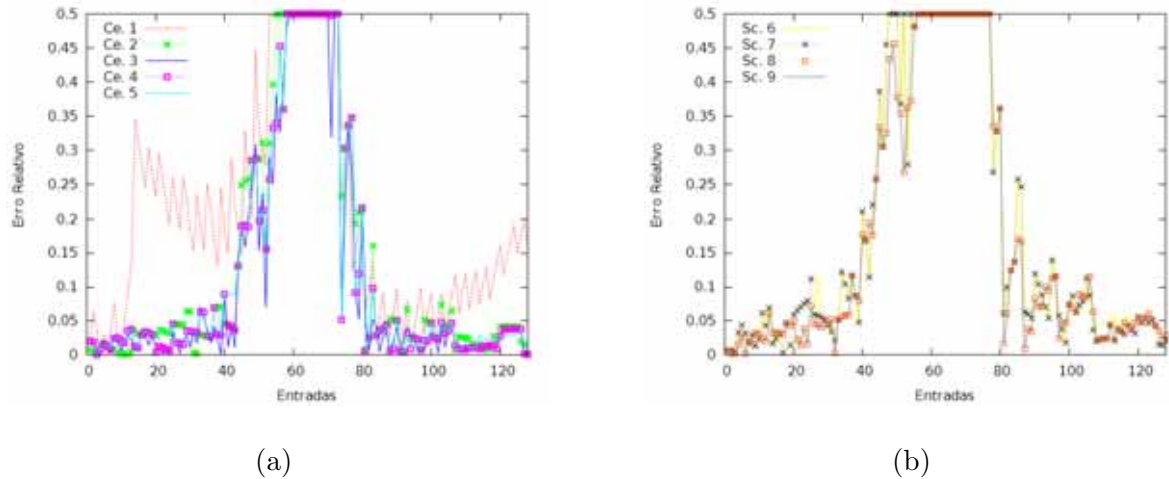 0.5
0.45
0.4
0.35
0.3
0.25
0.2
0.15
0.1
0.05
0
Erro Relativo
Ce. 1
Ce. 2
Ce. 3
Ce. 4
Ce. 5
0 20 40 60 80 100 120
Entradas
(a)
0.5
0.45
0.4
0.35
0.3
0.25
0.2
0.15
0.1
0.05
0
Erro Relativo
Sc. 6
Sc. 7
Sc. 8
Sc. 9
0 20 40 60 80 100 120
Entradas
(b)